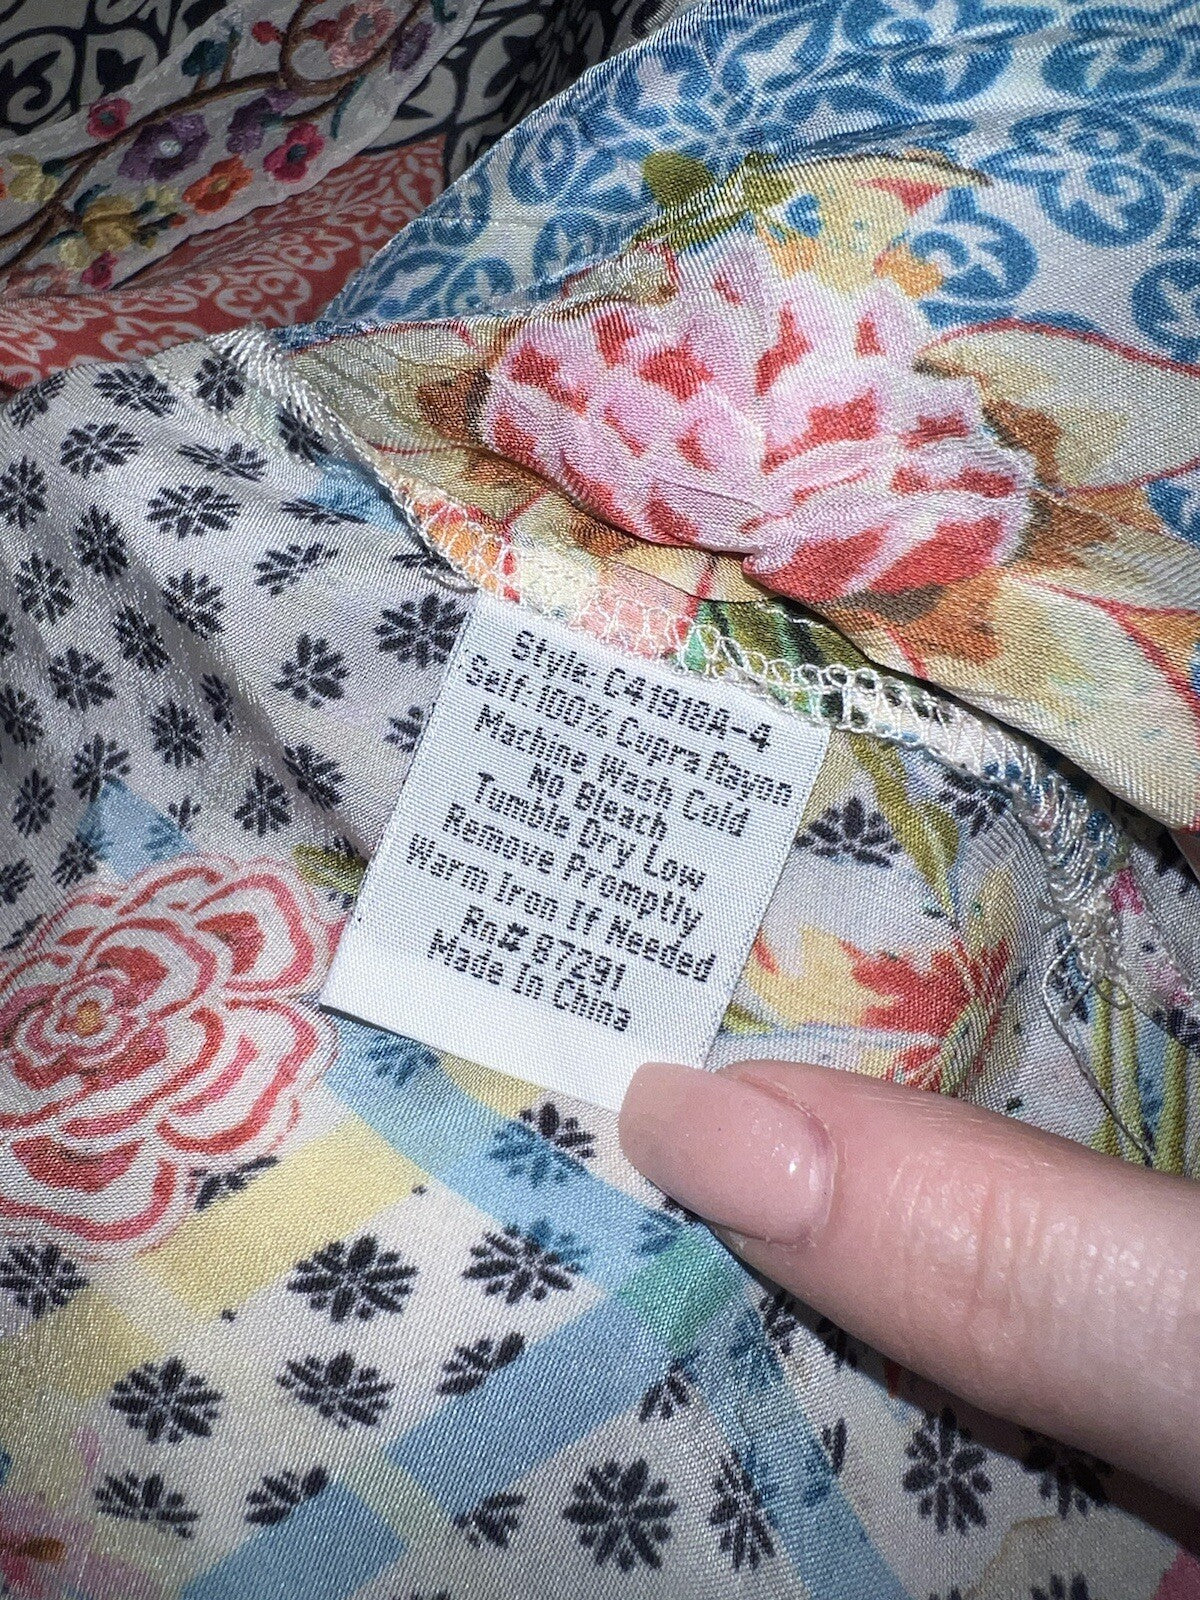 Style: C41918A-4
Self:100% Cupra Rayon
Machine Wash Cold
No Bleach
Tumble Dry Low
Remove Promptly
Warm Iron If Needed
Rn# 87291
Made In China